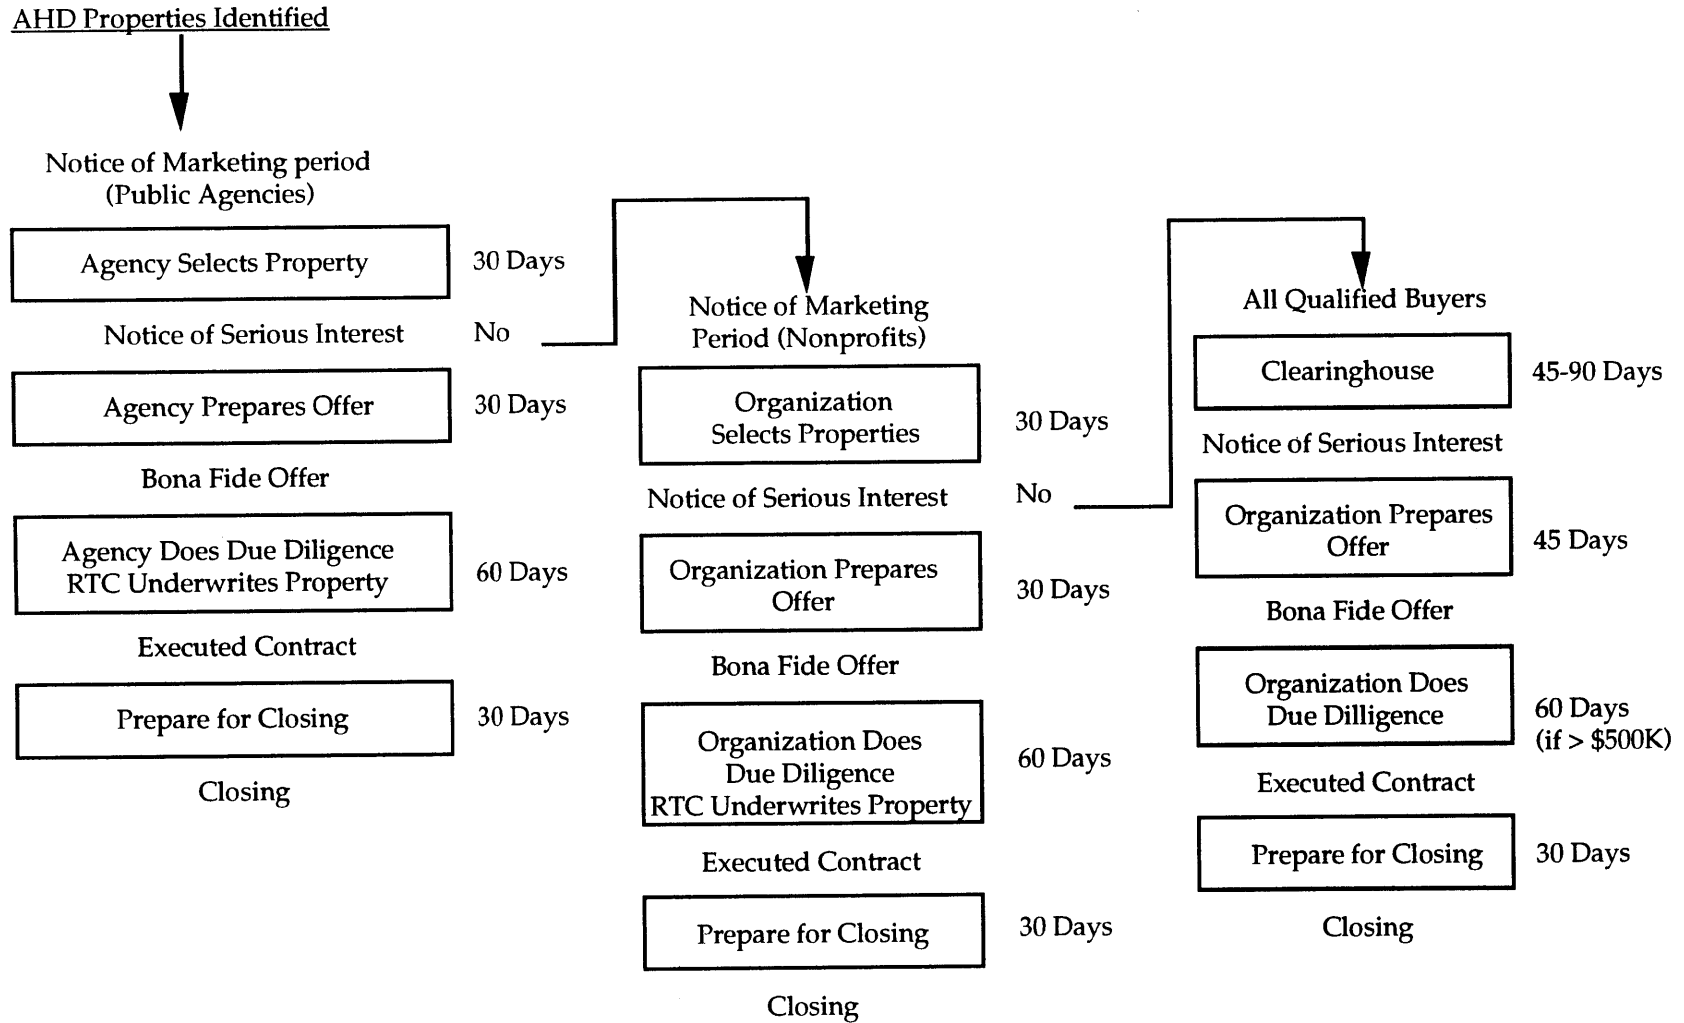 AHD Properties Identified
Notice of Marketing period
(Public Agencies)
Agency Selects Property
30 Days
Notice of Serious Interest
No
Agency Prepares Offer
30 Days
Bona Fide Offer
Agency Does Due Diligence
RTC Underwrites Property
60 Days
Executed Contract
Prepare for Closing
30 Days
Closing
Notice of Marketing
Period (Nonprofits)
Organization
Selects Properties
30 Days
Notice of Serious Interest
No
Organization Prepares
Offer
30 Days
Bona Fide Offer
Organization Does
Due Diligence
RTC Underwrites Property
60 Days
Executed Contract
Prepare for Closing
30 Days
Closing
All Qualified Buyers
Clearinghouse
45-90 Days
Notice of Serious Interest
Organization Prepares
Offer
45 Days
Bona Fide Offer
Organization Does
Due Dilligence
60 Days
(if > $500K)
Executed Contract
Prepare for Closing
30 Days
Closing